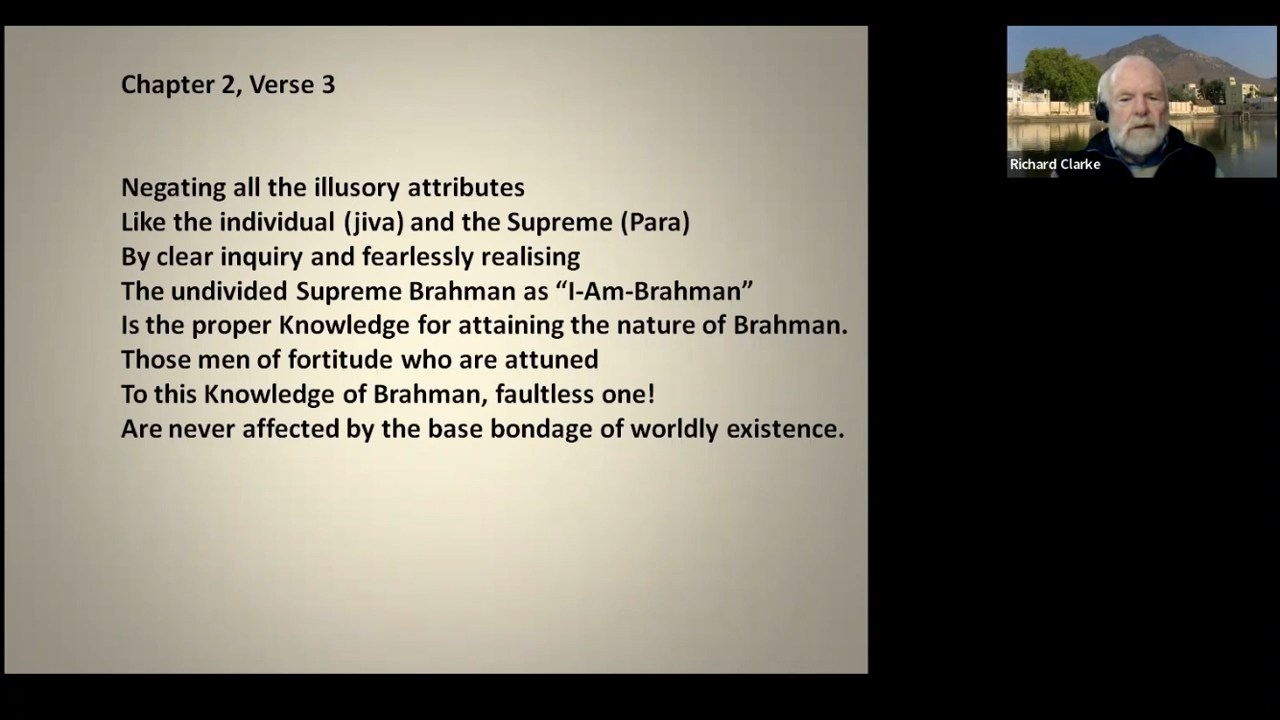 Chapter 2, Verse 3
Negating all the illusory attributes
Like the individual (jiva) and the Supreme (Para)
By clear inquiry and fearlessly realising
The undivided Supreme Brahman as “I-Am-Brahman”
Is the proper Knowledge for attaining the nature of Brahman.
Those men of fortitude who are attuned
To this Knowledge of Brahman, faultless one!
Are never affected by the base bondage of worldly existence.
Richard Clarke